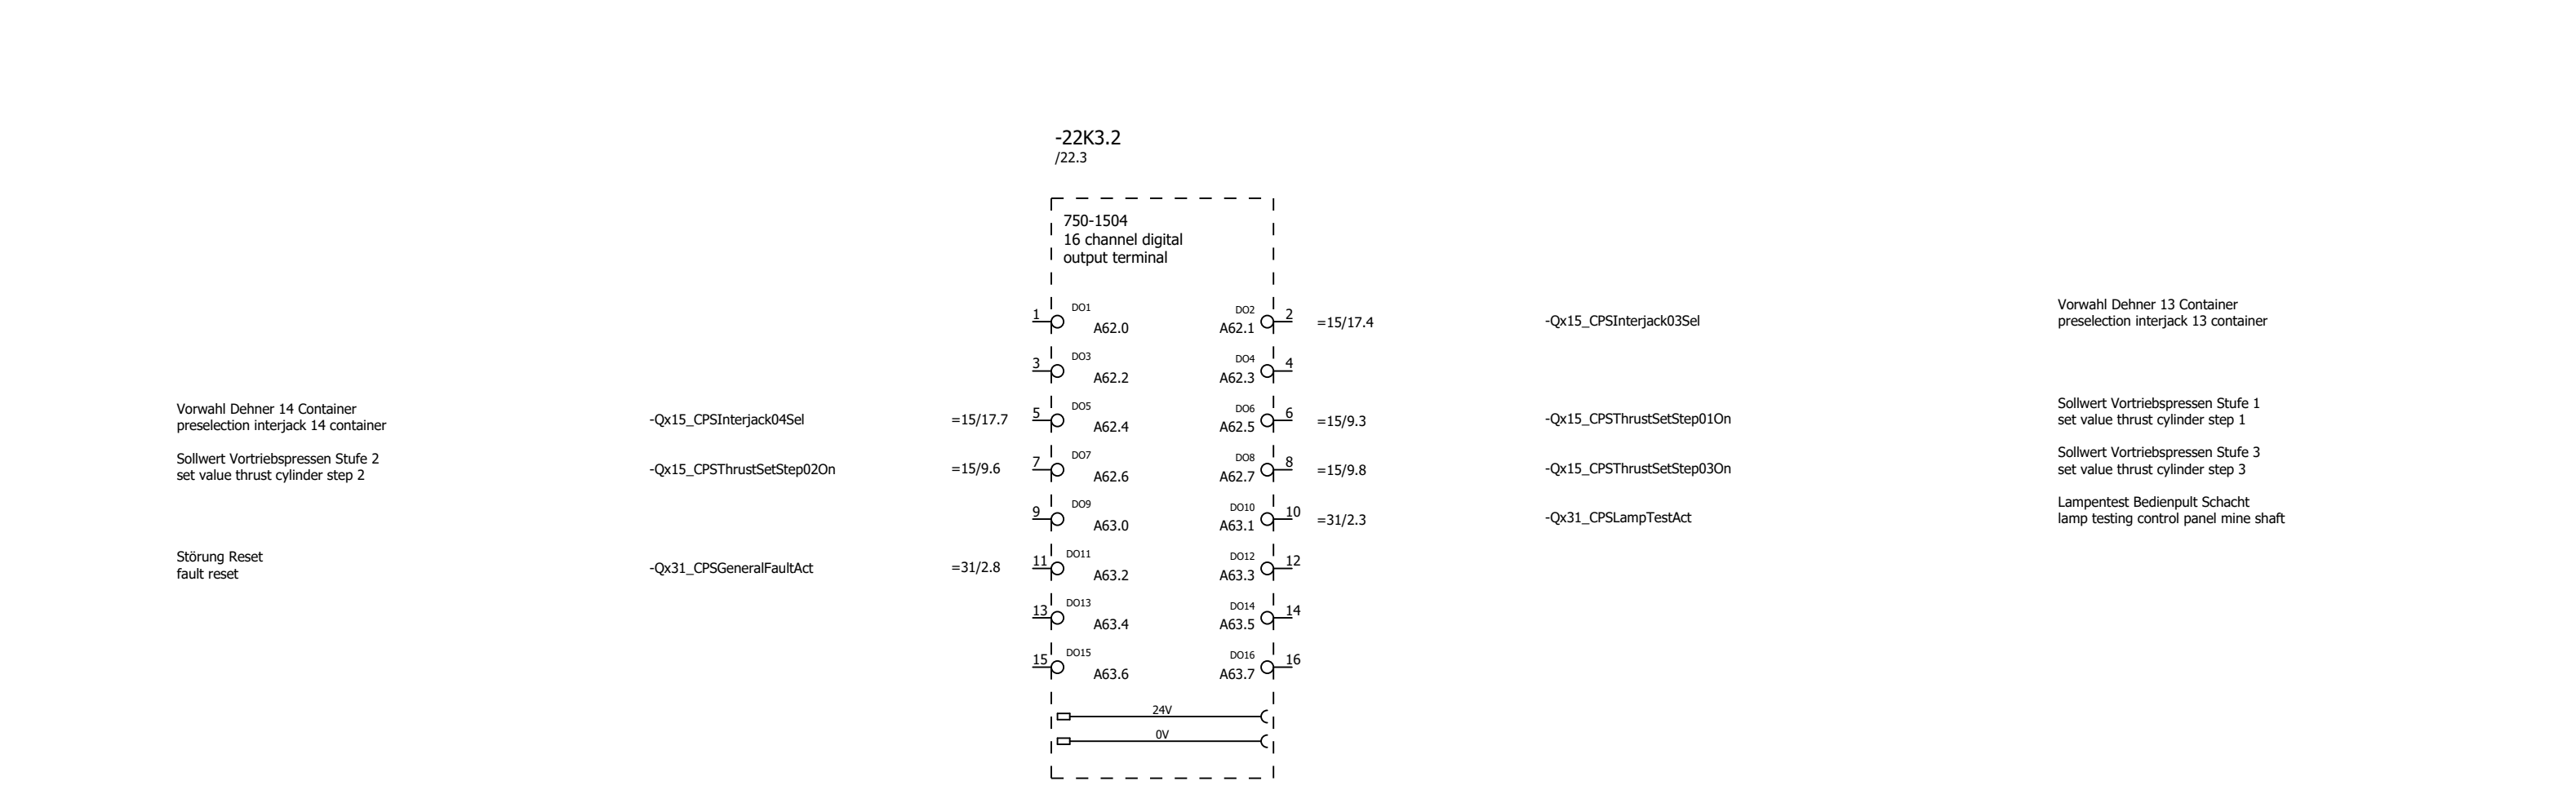 -22K3.2
/22.3
750-1504
16 channel digital
output terminal
1 DO1 A62.0
DO2 A62.1 2 =15/17.4 -Qx15_CPSInterjack03Sel
Vorwahl Dehner 13 Container
preselection interjack 13 container
3 DO3 A62.2
DO4 A62.3 4
Vorwahl Dehner 14 Container
preselection interjack 14 container
-Qx15_CPSInterjack04Sel =15/17.7 5 DO5 A62.4
DO6 A62.5 6 =15/9.3 -Qx15_CPSThrustSetStep01On
Sollwert Vortriebspressen Stufe 1
set value thrust cylinder step 1
Sollwert Vortriebspressen Stufe 2
set value thrust cylinder step 2
-Qx15_CPSThrustSetStep02On =15/9.6 7 DO7 A62.6
DO8 A62.7 8 =15/9.8 -Qx15_CPSThrustSetStep03On
Sollwert Vortriebspressen Stufe 3
set value thrust cylinder step 3
9 DO9 A63.0
DO10 A63.1 10 =31/2.3 -Qx31_CPSLampTestAct
Lampentest Bedienpult Schacht
lamp testing control panel mine shaft
Störung Reset
fault reset
-Qx31_CPSGeneralFaultAct =31/2.8 11 DO11 A63.2
DO12 A63.3 12
13 DO13 A63.4
DO14 A63.5 14
15 DO15 A63.6
DO16 A63.7 16
24V
0V